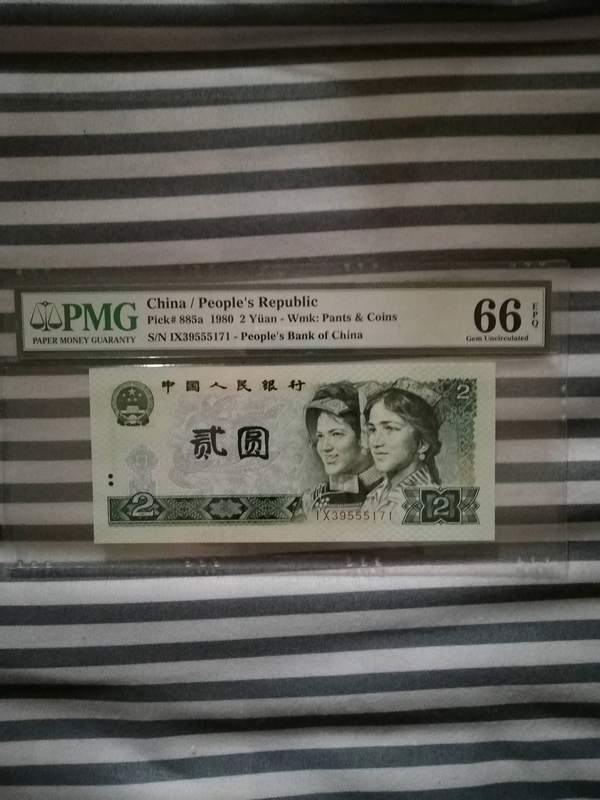 PMG
PAPER MONEY GUARANTY
China / People's Republic
Pick# 885a 1980 2 Yüan - Wmk: Pants & Coins
S/N IX39555171 - People's Bank of China
66 EPQ
Gem Uncirculated
中国人民银行
2
贰圆
IX39555171
2
2